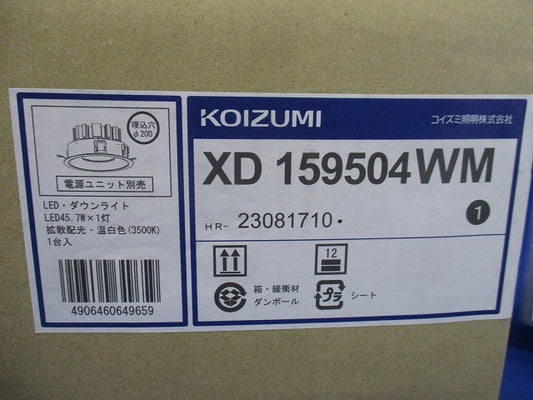 埋込穴
φ200
電源ユニット別売
LED・ダウンライト
LED45.7W×1灯
拡散配光・温白色(3500K)
1台入
4906460649659
KOIZUMI
コイズミ照明株式会社
XD 159504WM
HR- 23081710・
1
12
箱・緩衝材
ダンボール
プラ
シート